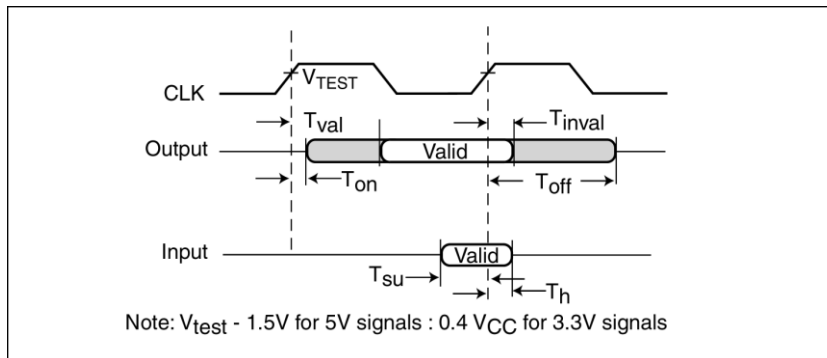 VTEST
CLK
Tval
Tinval
Output
Valid
Ton
Toff
Input
Valid
Tsu
Th
Note: Vtest - 1.5V for 5V signals : 0.4 VCC for 3.3V signals